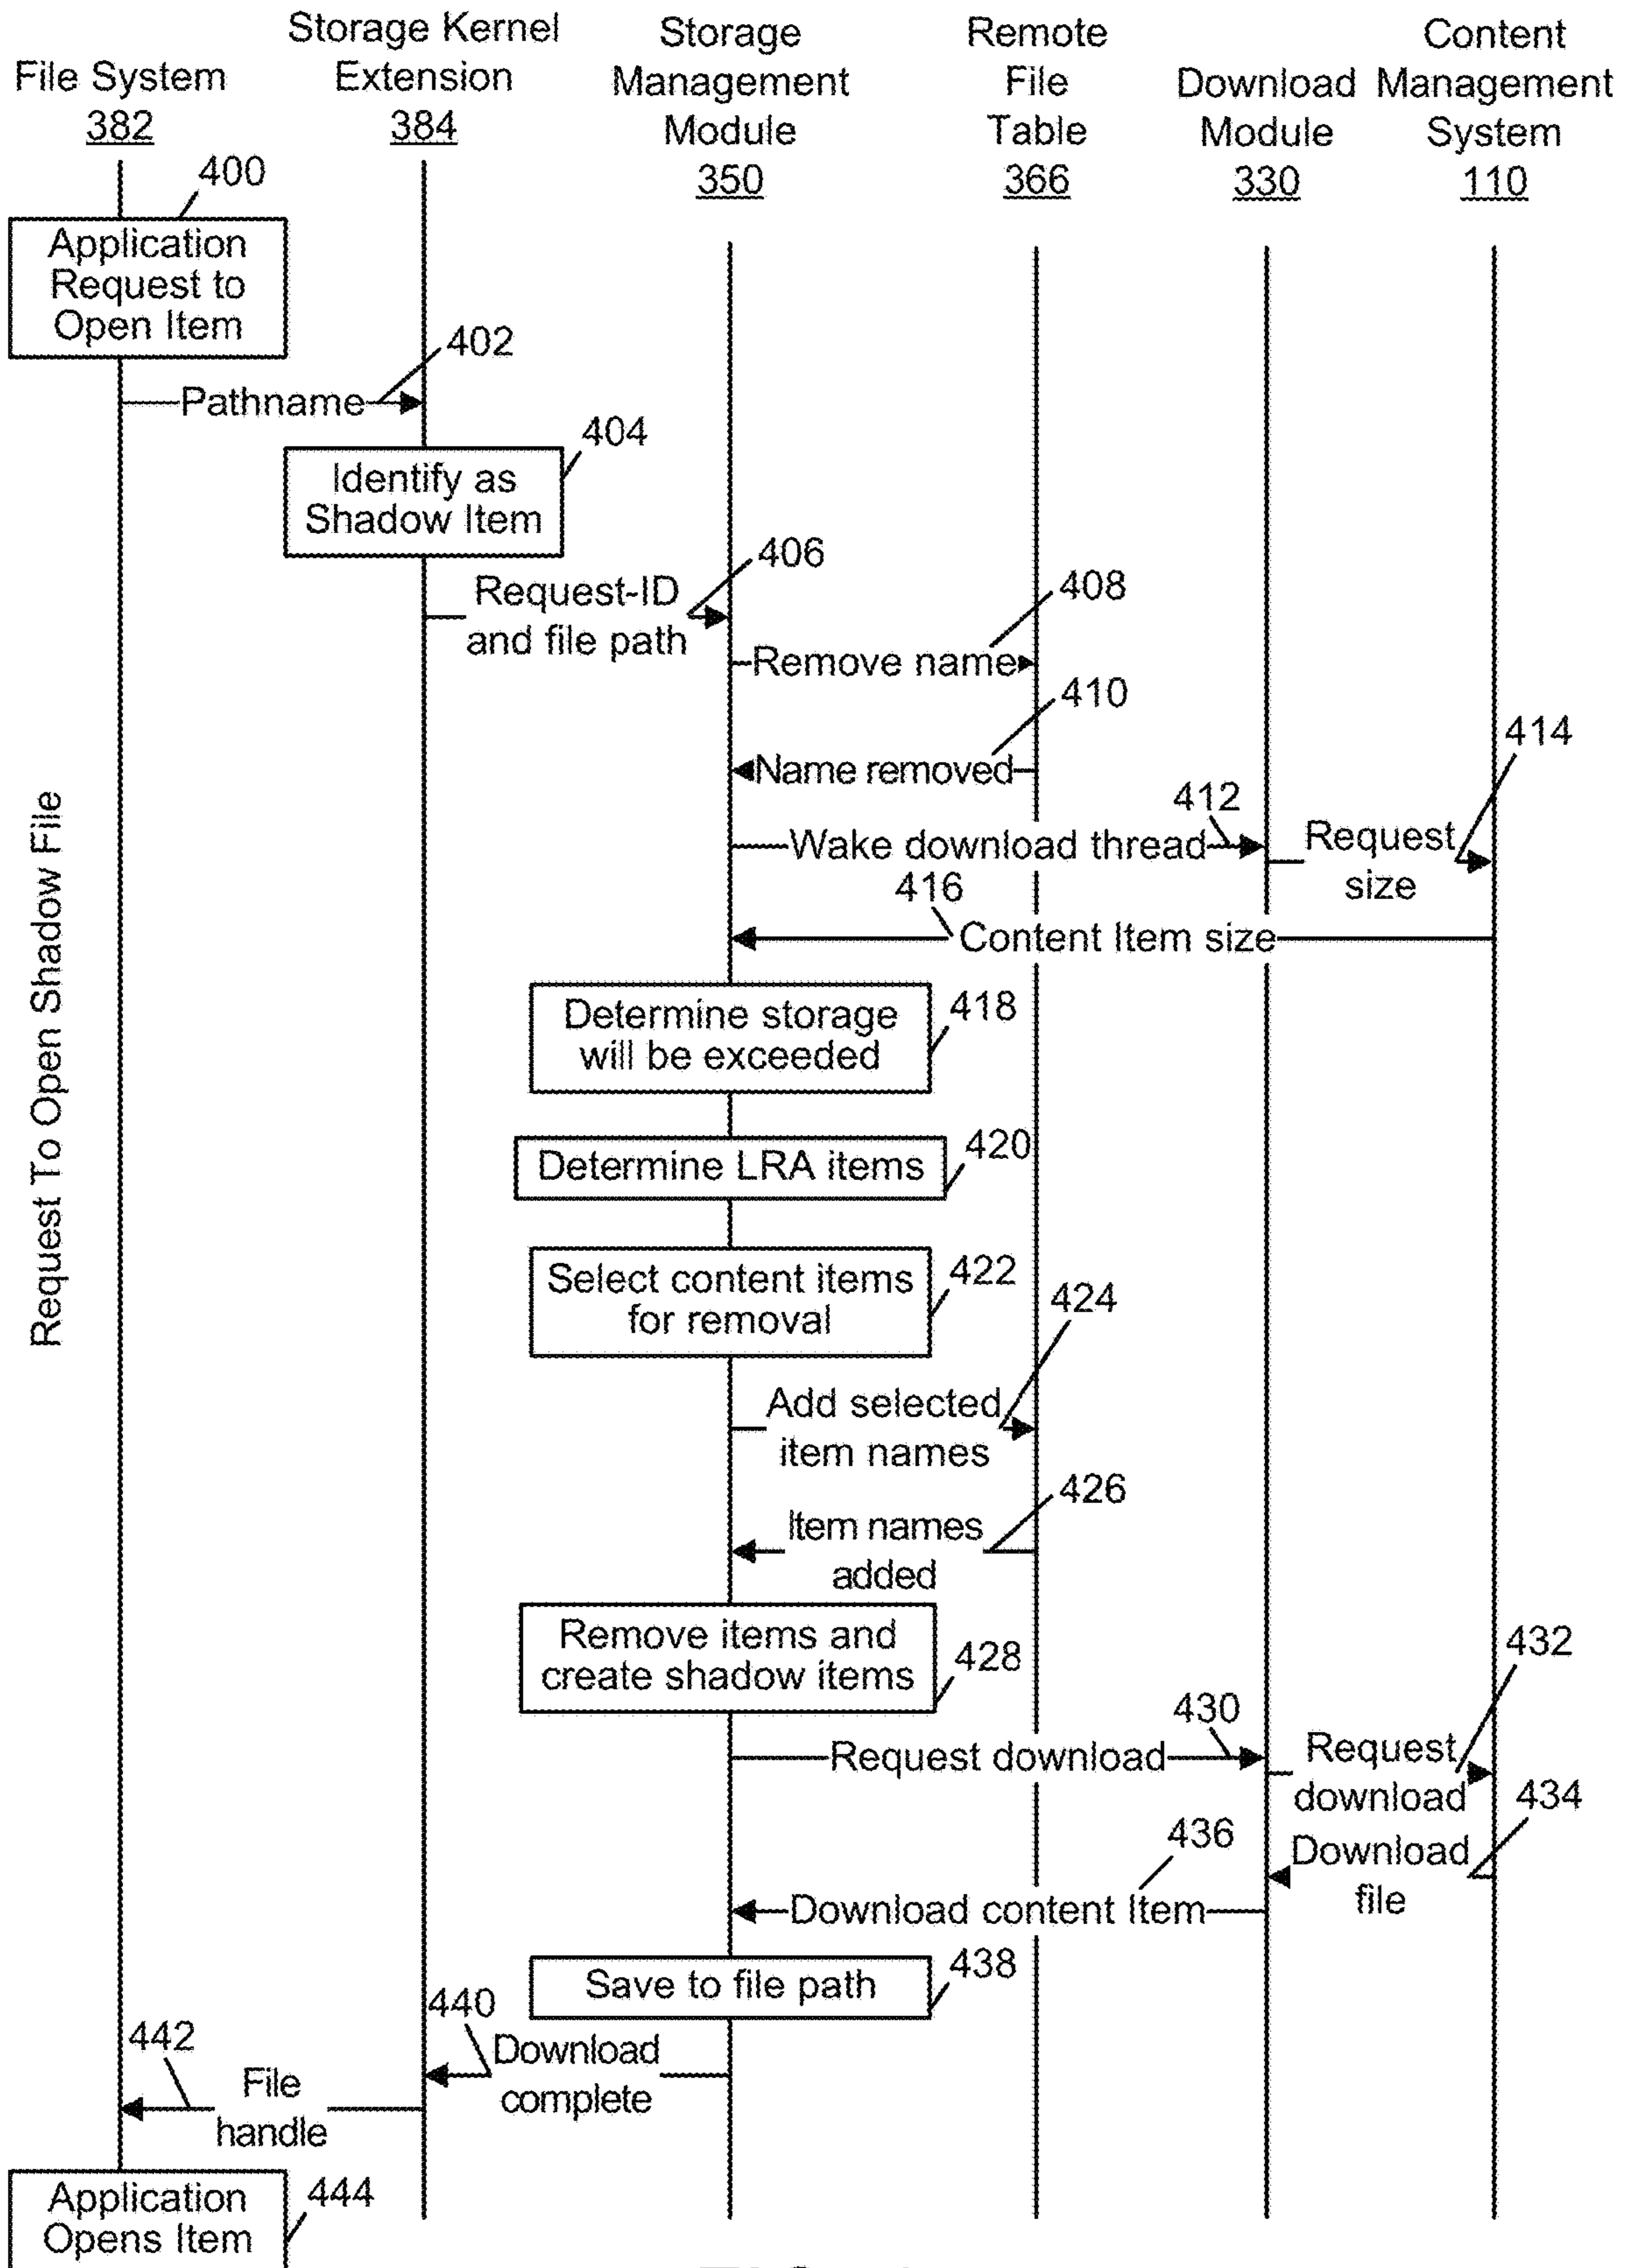 File System
382
Storage Kernel
Extension
384
Storage
Management
Module
350
Remote
File
Table
366
Download
Module
330
Content
Management
System
110
400
Application
Request to
Open Item
402
Pathname
404
Identify as
Shadow Item
406
Request-ID
and file path
408
Remove name
410
Name removed
412
Wake download thread
414
Request
size
416
Content Item size
Request To Open Shadow File
418
Determine storage
will be exceeded
420
Determine LRA items
422
Select content items
for removal
424
Add selected
item names
426
Item names
added
Remove items and
create shadow items
428
430
Request download
432
Request
download
434
Download
file
436
Download content Item
438
Save to file path
440
Download
complete
442
File
handle
Application
Opens Item
444